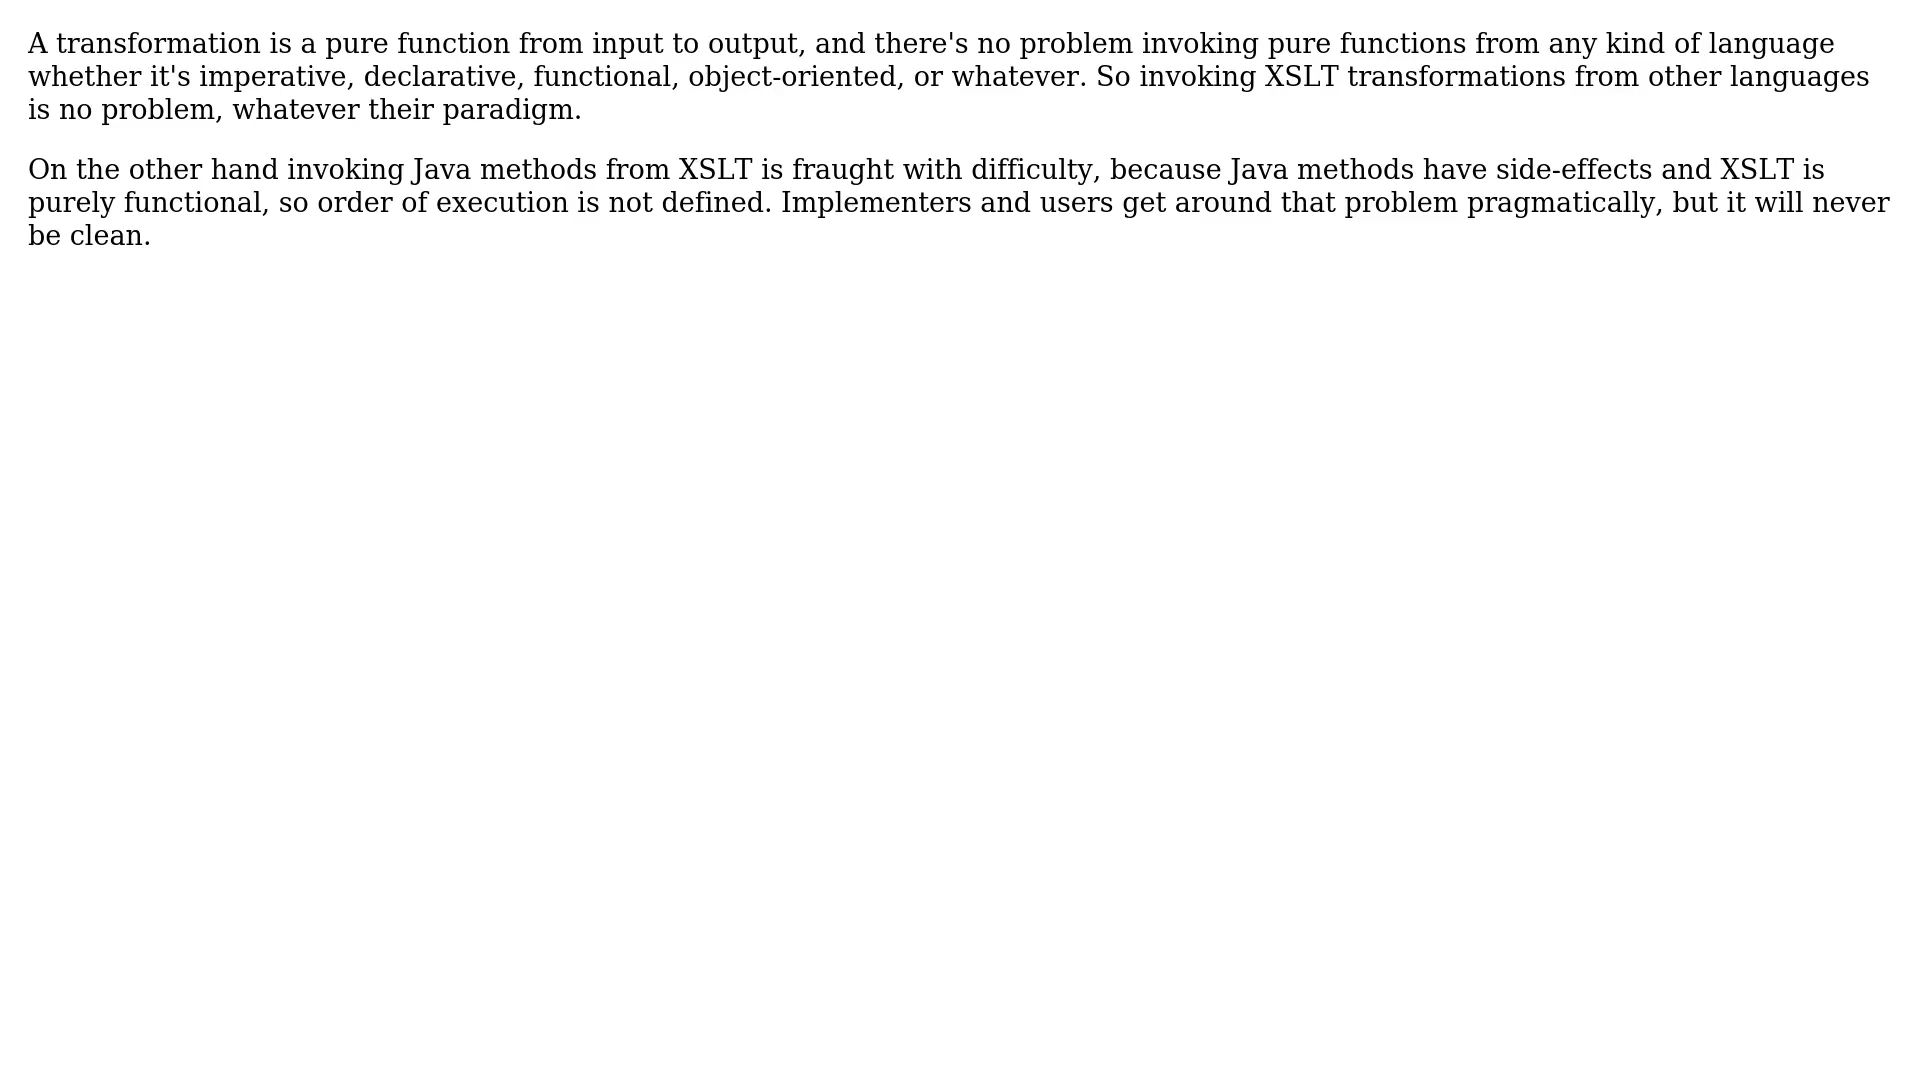 A transformation is a pure function from input to output, and there's no problem invoking pure functions from any kind of language
whether it's imperative, declarative, functional, object-oriented, or whatever. So invoking XSLT transformations from other languages
is no problem, whatever their paradigm.
On the other hand invoking Java methods from XSLT is fraught with difficulty, because Java methods have side-effects and XSLT is
purely functional, so order of execution is not defined. Implementers and users get around that problem pragmatically, but it will never
be clean.